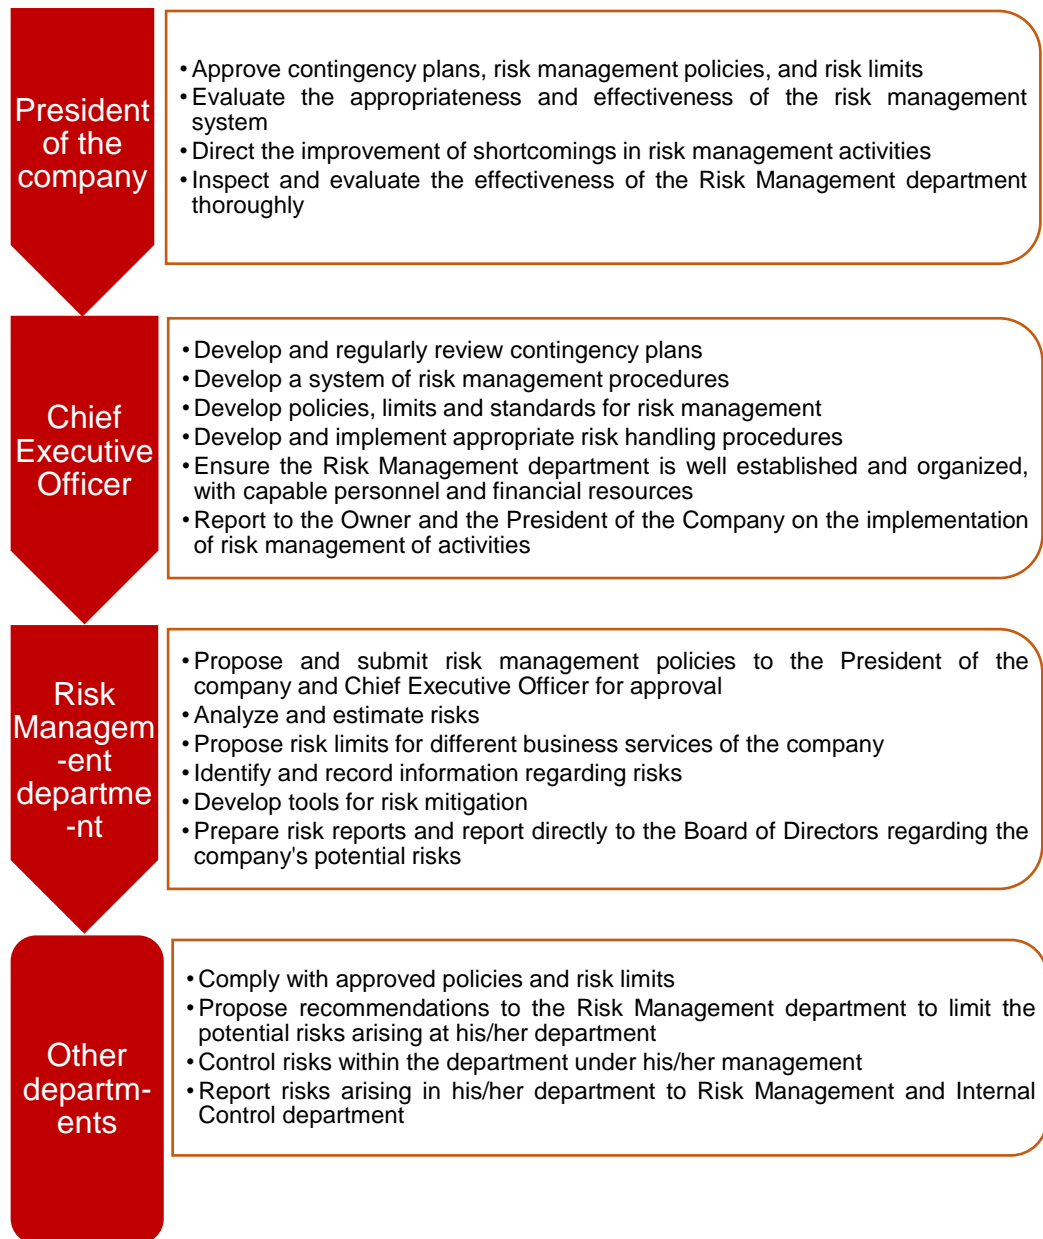 President
of the
company
• Approve contingency plans, risk management policies, and risk limits
• Evaluate the appropriateness and effectiveness of the risk management
system
• Direct the improvement of shortcomings in risk management activities
• Inspect and evaluate the effectiveness of the Risk Management department
thoroughly
Chief
Executive
Officer
• Develop and regularly review contingency plans
• Develop a system of risk management procedures
• Develop policies, limits and standards for risk management
• Develop and implement appropriate risk handling procedures
• Ensure the Risk Management department is well established and organized,
with capable personnel and financial resources
• Report to the Owner and the President of the Company on the implementation
of risk management of activities
Risk
Managem
-ent
departme
-nt
• Propose and submit risk management policies to the President of the
company and Chief Executive Officer for approval
• Analyze and estimate risks
• Propose risk limits for different business services of the company
• Identify and record information regarding risks
• Develop tools for risk mitigation
• Prepare risk reports and report directly to the Board of Directors regarding the
company's potential risks
Other
departm-
ents
• Comply with approved policies and risk limits
• Propose recommendations to the Risk Management department to limit the
potential risks arising at his/her department
• Control risks within the department under his/her management
• Report risks arising in his/her department to Risk Management and Internal
Control department